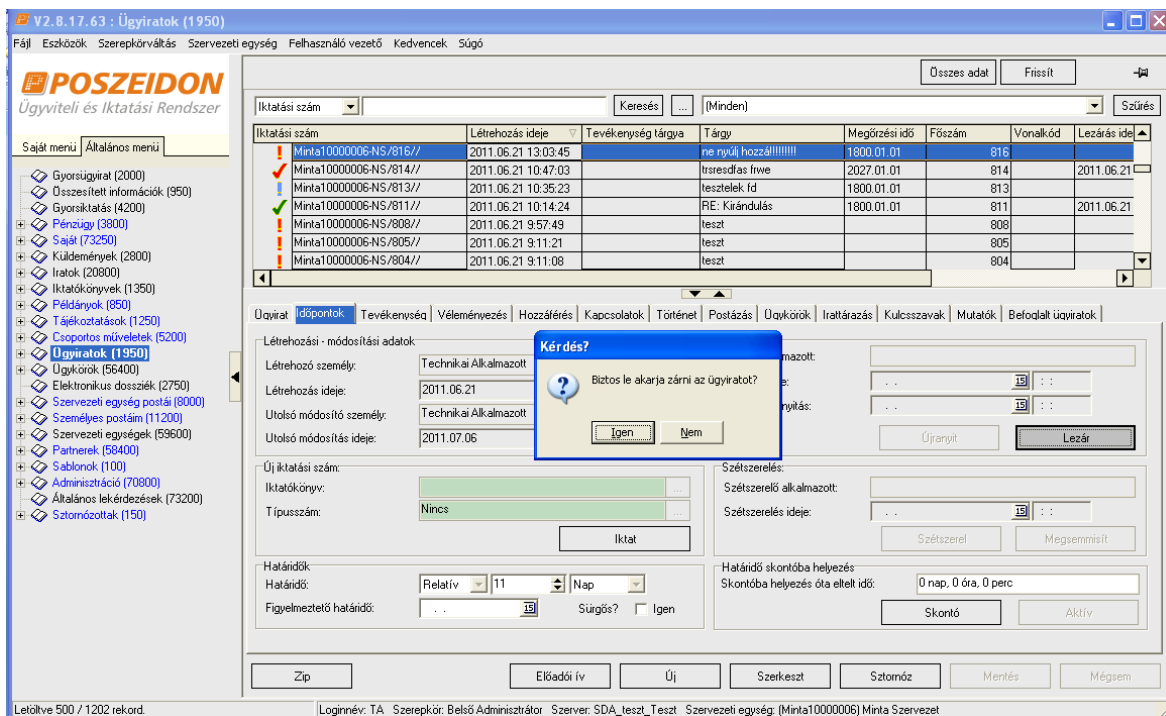 V2.8.17.63 : Ügyiratok (1950)
Fájl Eszközök Szerepkörváltás Szervezeti egység Felhasználó vezető Kedvencek Súgó
POSZEIDON
Ügyviteli és Iktatási Rendszer
Összes adat Frissít
Iktatási szám Keresés ... (Minden) Szűrés
Saját menü Általános menü
Gyorsügyirat (2000)
Összesített információk (950)
Gyorsiktatás (4200)
Pénzügy (3800)
Saját (73250)
Küldemények (2800)
Iratok (20800)
Iktatókönyvek (1350)
Példányok (850)
Tájékoztatások (1250)
Csoportos műveletek (5200)
Ügyiratok (1950)
Ügykörök (56400)
Elektronikus dossziék (2750)
Szervezeti egység postái (8000)
Személyes postáim (11200)
Szervezeti egységek (59600)
Partnerek (58400)
Sablonok (100)
Adminisztráció (70800)
Általános lekérdezések (73200)
Sztornózottak (150)
Iktatási szám Létrehozás ideje Tevékenység tárgya Tárgy Megőrzési idő Főszám Vonalkód Lezárás ide
Minta10000006-NS/816// 2011.06.21 13:03:45 ne nyúlj hozzá!!!!!!!!! 1800.01.01 816
Minta10000006-NS/814// 2011.06.21 10:47:03 trsresdfas frwe 2027.01.01 814 2011.06.21
Minta10000006-NS/813// 2011.06.21 10:35:23 tesztelek fd 1800.01.01 813
Minta10000006-NS/811// 2011.06.21 10:14:24 RE: Kirándulás 1800.01.01 811 2011.06.21
Minta10000006-NS/808// 2011.06.21 9:57:49 teszt 808
Minta10000006-NS/805// 2011.06.21 9:11:21 teszt 805
Minta10000006-NS/804// 2011.06.21 9:11:08 teszt 804
Ügyirat Időpontok Tevékenység Véleményezés Hozzáférés Kapcsolatok Történet Postázás Ügykörök Irattárazás Kulcsszavak Mutatók Befoglalt ügyiratok
Létrehozási - módosítási adatok
Létrehozó személy: Technikai Alkalmazott
Létrehozás ideje: 2011.06.21
Utolsó módosító személy: Technikai Alkalmazott
Utolsó módosítás ideje: 2011.07.06
Kérdés?
Biztos le akarja zárni az ügyiratot?
Igen Nem
mazott:
e: . . 15 : :
nyitás: . . 15 : :
Újranyit Lezár
Új iktatási szám:
Iktatókönyv: ...
Típusszám: Nincs ...
Iktat
Szétszerelés:
Szétszerelő alkalmazott:
Szétszerelés ideje: . . 15 : :
Szétszerel Megsemmisít
Határidők
Határidő: Relatív 11 Nap
Figyelmeztető határidő: . . 15 Sürgős? Igen
Határidő skontóba helyezés
Skontóba helyezés óta eltelt idő: 0 nap, 0 óra, 0 perc
Skontó Aktív
Zip Előadói ív Új Szerkeszt Sztornóz Mentés Mégsem
Letöltve 500 / 1202 rekord. Loginnév: TA Szerepkör: Belső Adminisztrátor Szerver: SDA_teszt_Teszt Szervezeti egység: (Minta10000006) Minta Szervezet